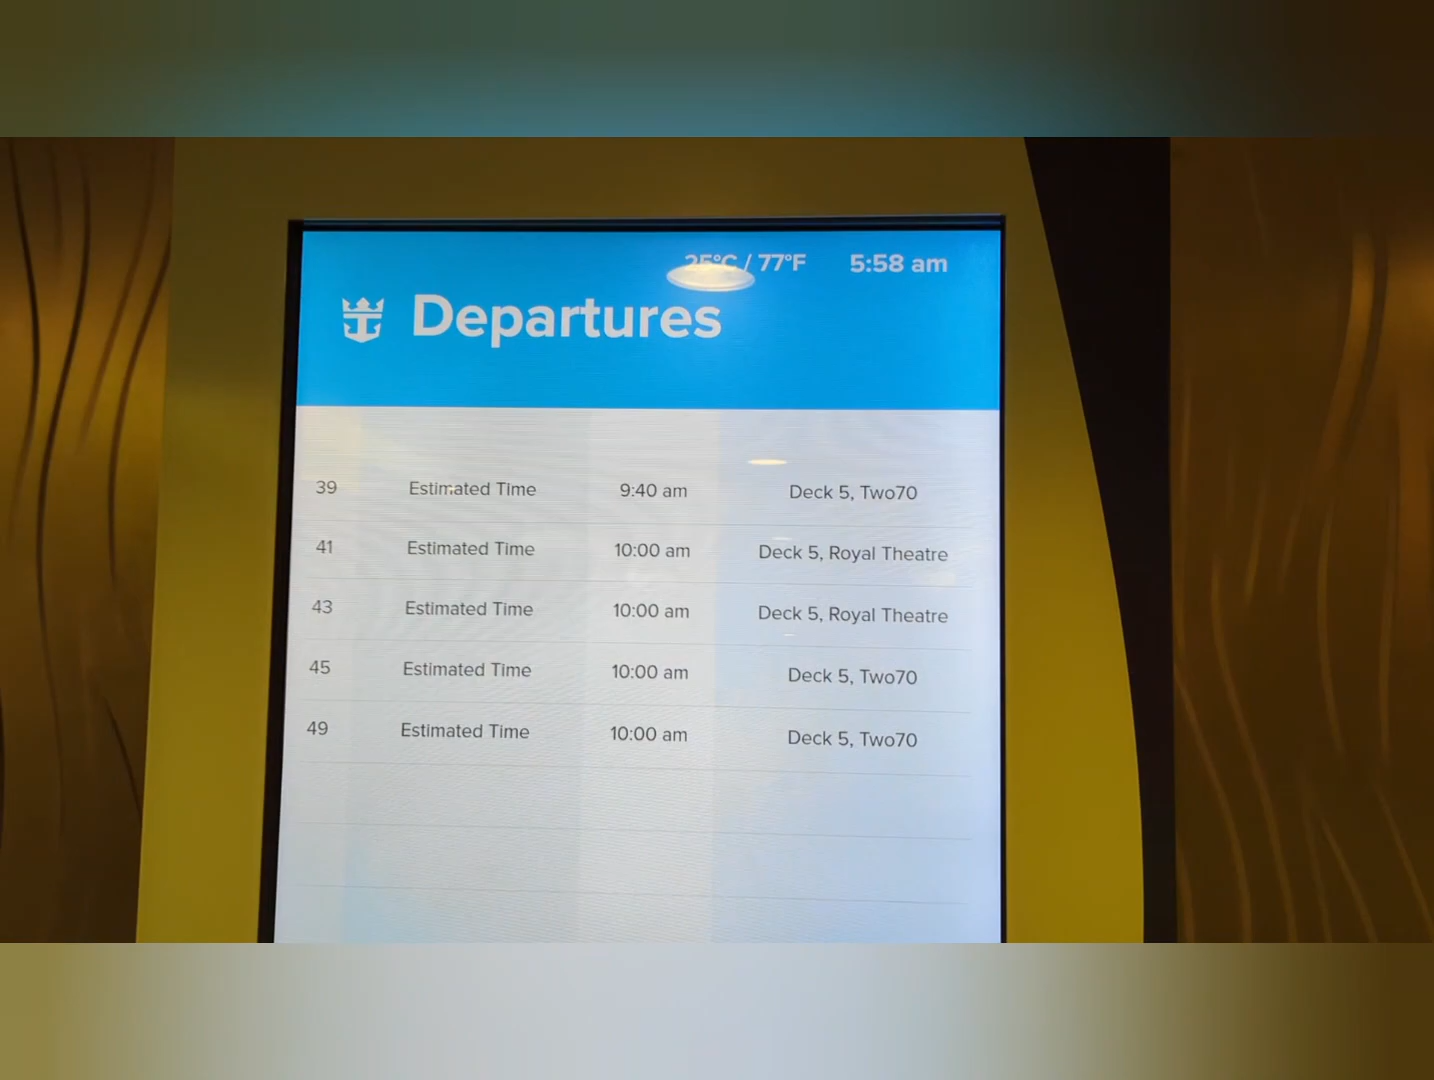 25°C / 77°F 5:58 am
Departures
39 Estimated Time 9:40 am Deck 5, Two70
41 Estimated Time 10:00 am Deck 5, Royal Theatre
43 Estimated Time 10:00 am Deck 5, Royal Theatre
45 Estimated Time 10:00 am Deck 5, Two70
49 Estimated Time 10:00 am Deck 5, Two70